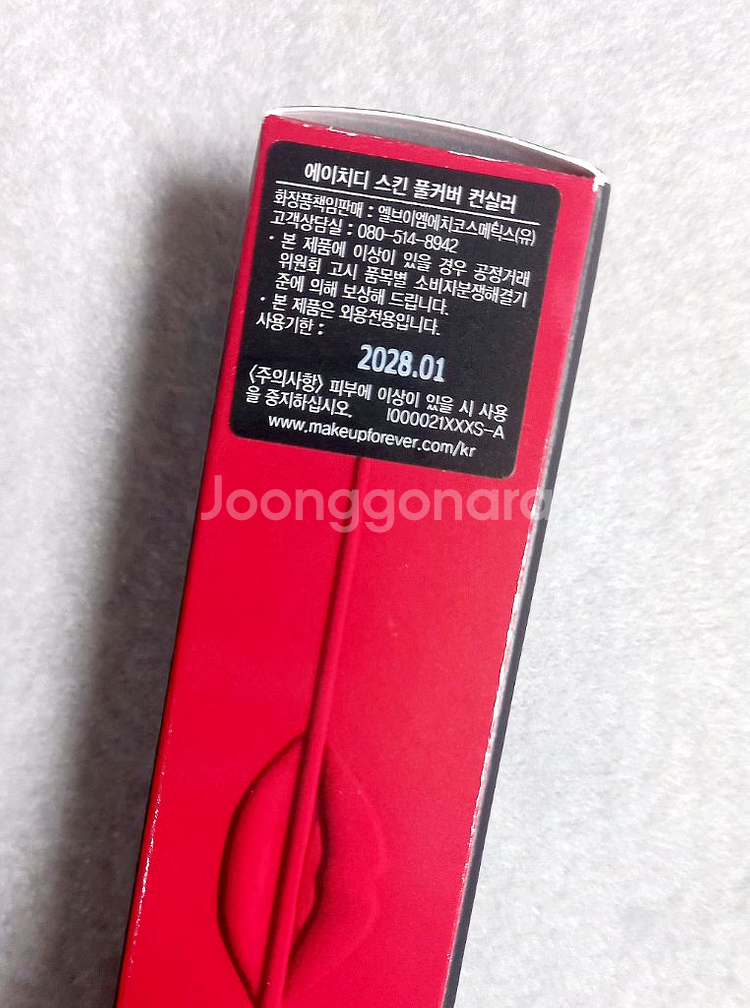 에이치디 스킨 풀커버 컨실러
화장품책임판매 : 엘브이엠에치코스메틱스(유)
고객상담실 : 080-514-8942
· 본 제품에 이상이 있을 경우 공정거래
위원회 고시 품목별 소비자분쟁해결기
준에 의해 보상해 드립니다.
· 본 제품은 외용전용입니다.
사용기한 :
2028.01
〈주의사항〉 피부에 이상이 있을 시 사용
을 중지하십시오. I000021XXXS-A
www.makeupforever.com/kr
Joonggonara